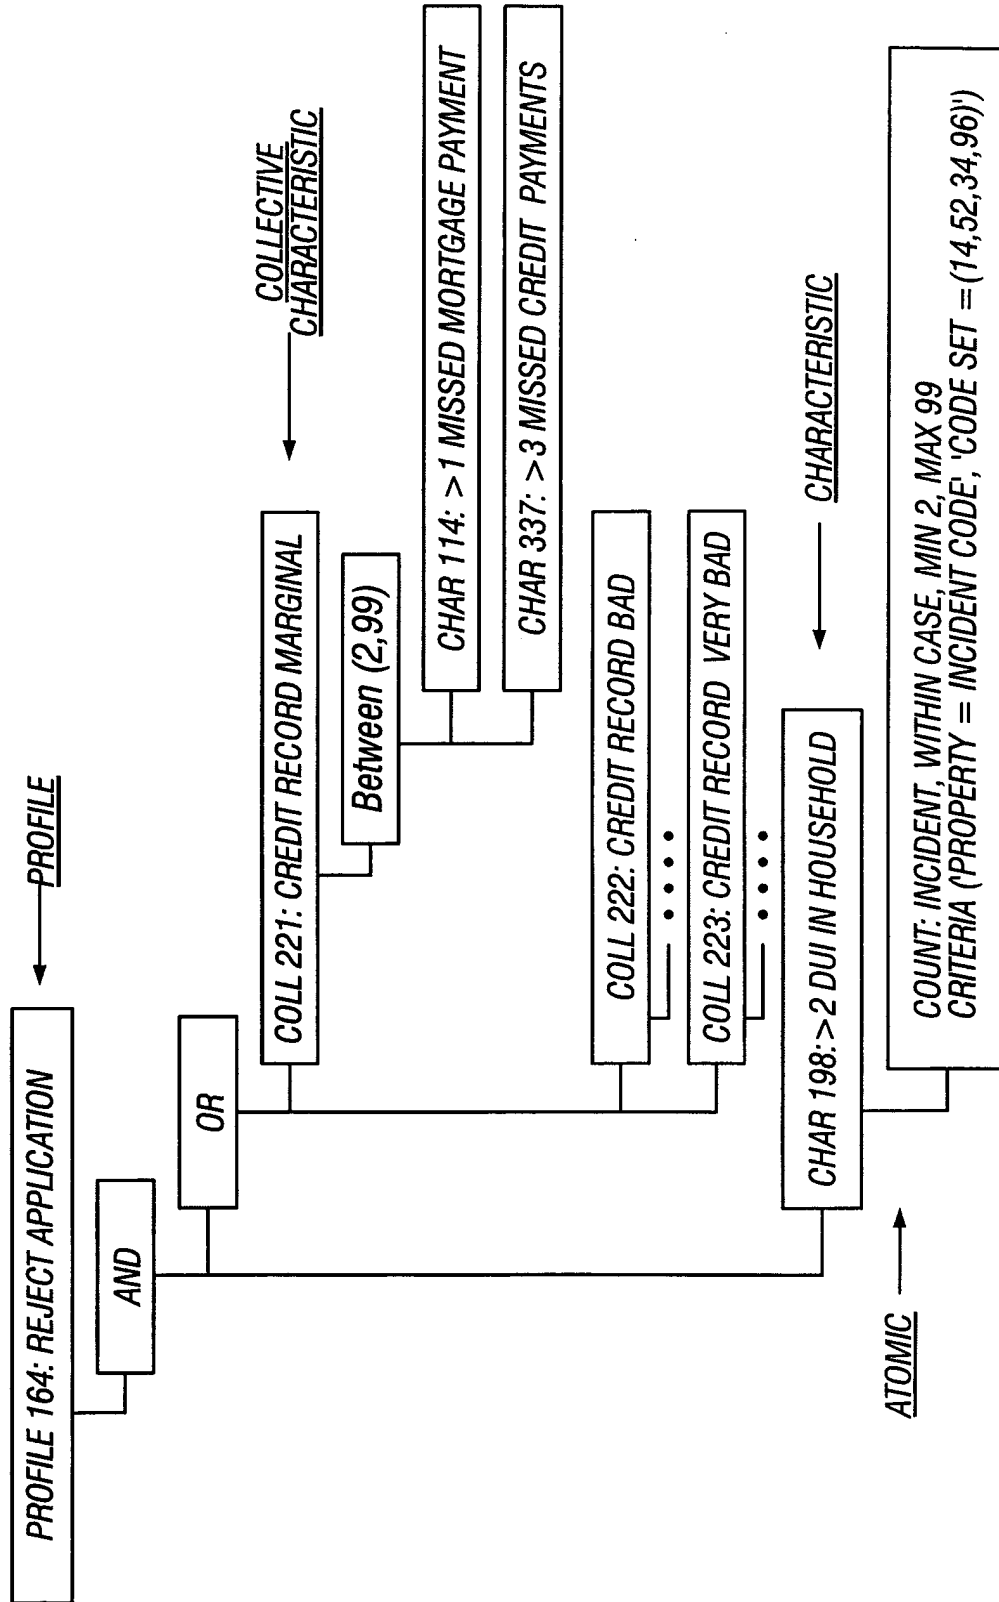 PROFILE 164: REJECT APPLICATION
PROFILE
AND
OR
COLLECTIVE
CHARACTERISTIC
COLL 221: CREDIT RECORD MARGINAL
Between (2,99)
CHAR 114: >1 MISSED MORTGAGE PAYMENT
CHAR 337: >3 MISSED CREDIT PAYMENTS
COLL 222: CREDIT RECORD BAD
COLL 223: CREDIT RECORD VERY BAD
CHARACTERISTIC
CHAR 198:>2 DUI IN HOUSEHOLD
ATOMIC
COUNT: INCIDENT, WITHIN CASE, MIN 2, MAX 99
CRITERIA ('PROPERTY = INCIDENT CODE', 'CODE SET = (14,52,34,96)')